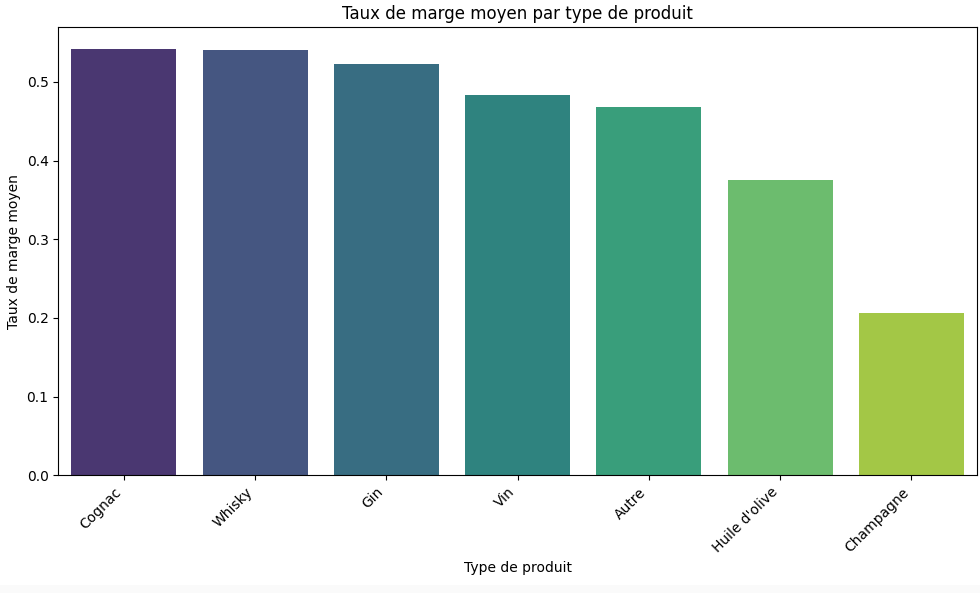 Taux de marge moyen par type de produit
Taux de marge moyen
0.5
0.4
0.3
0.2
0.1
0.0
Cognac
Whisky
Gin
Vin
Autre
Huile d'olive
Champagne
Type de produit